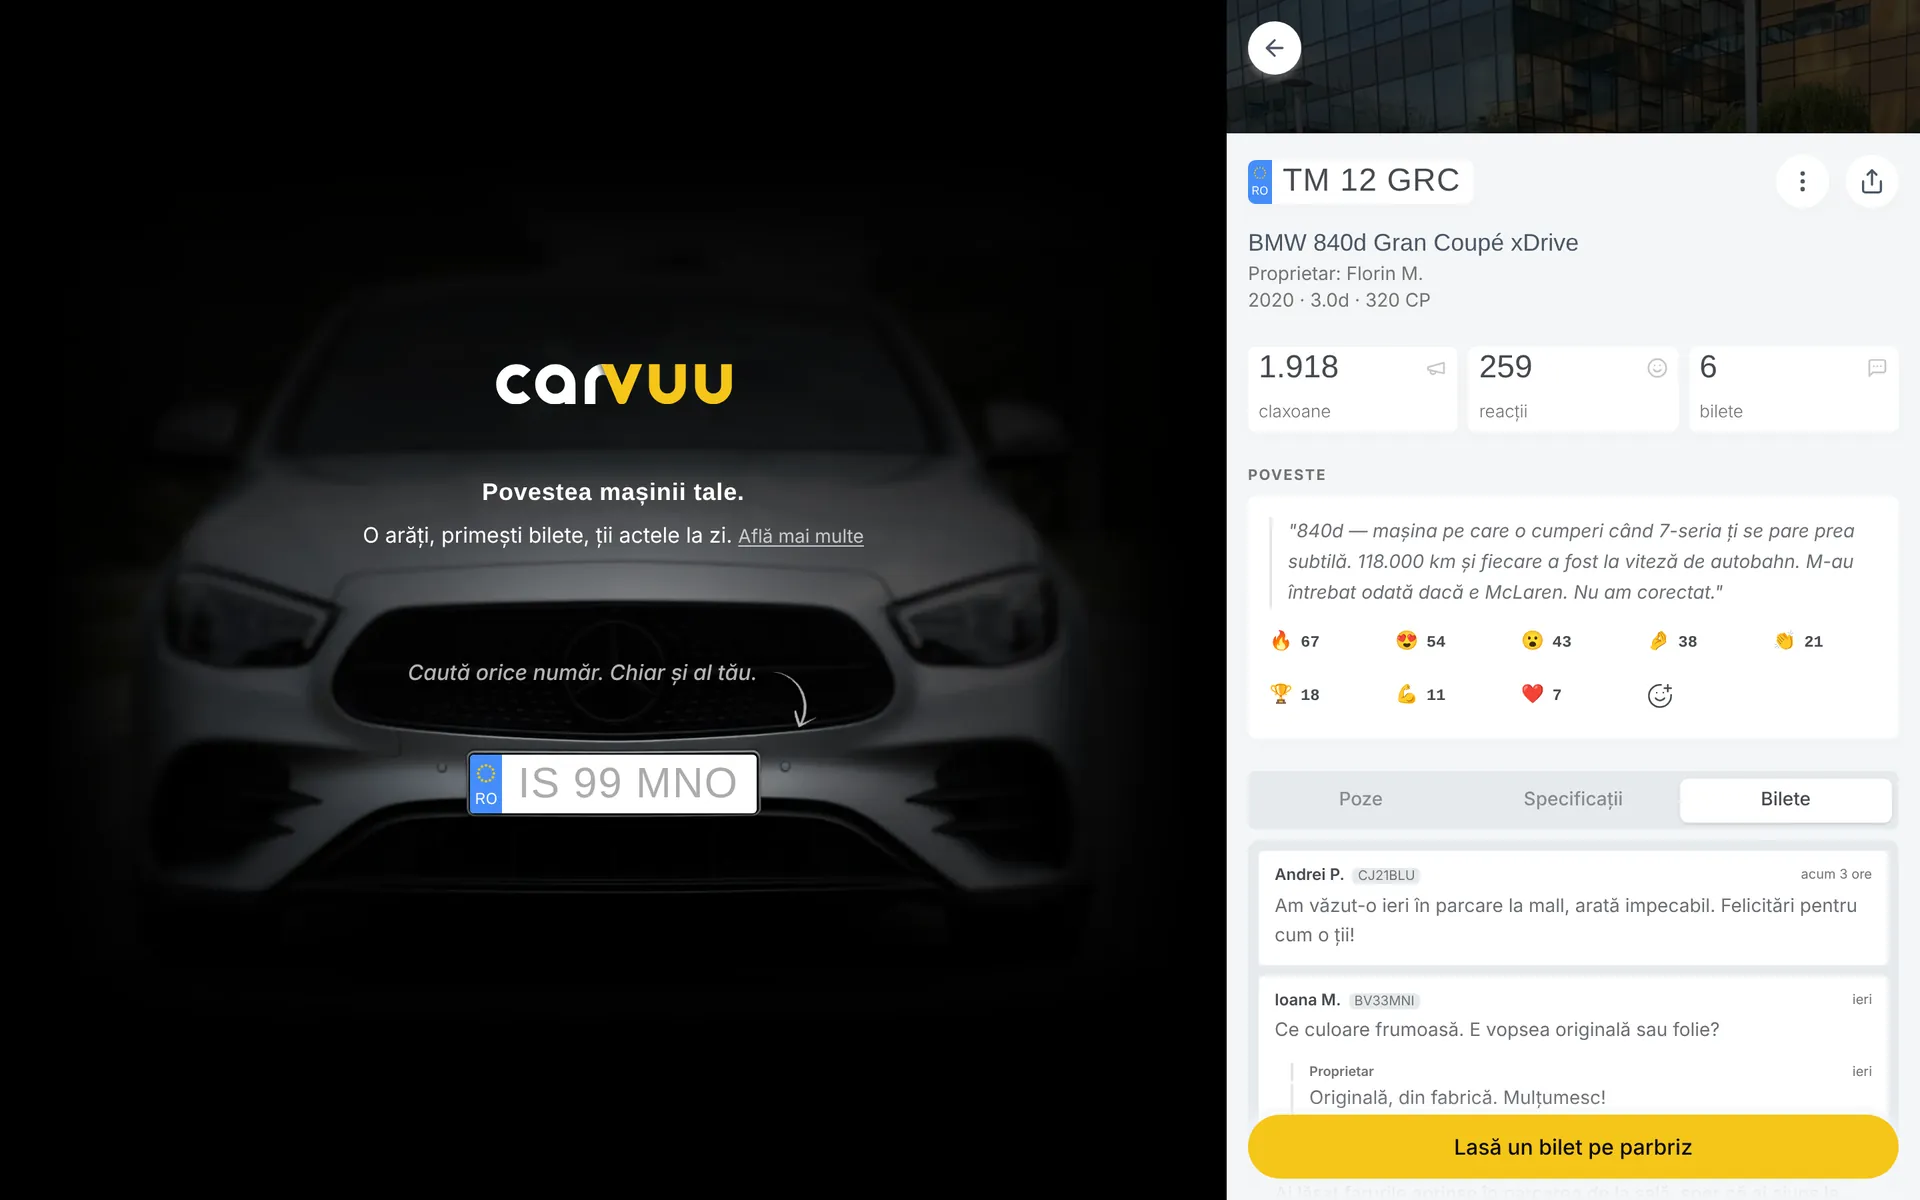 carvuu
Povestea mașinii tale.
O arăți, primești bilete, ții actele la zi. Află mai multe
Caută orice număr. Chiar și al tău.
RO IS 99 MNO
RO TM 12 GRC
BMW 840d Gran Coupé xDrive
Proprietar: Florin M.
2020 · 3.0d · 320 CP
1.918 259 6
claxoane reacții bilete
POVESTE
"840d — mașina pe care o cumperi când 7-seria ți se pare prea
subtilă. 118.000 km și fiecare a fost la viteză de autobahn. M-au
întrebat odată dacă e McLaren. Nu am corectat."
67 54 43 38 21
18 11 7
Poze Specificații Bilete
Andrei P. CJ21BLU acum 3 ore
Am văzut-o ieri în parcare la mall, arată impecabil. Felicitări pentru
cum o ții!
Ioana M. BV33MNI ieri
Ce culoare frumoasă. E vopsea originală sau folie?
Proprietar ieri
Originală, din fabrică. Mulțumesc!
Lasă un bilet pe parbriz